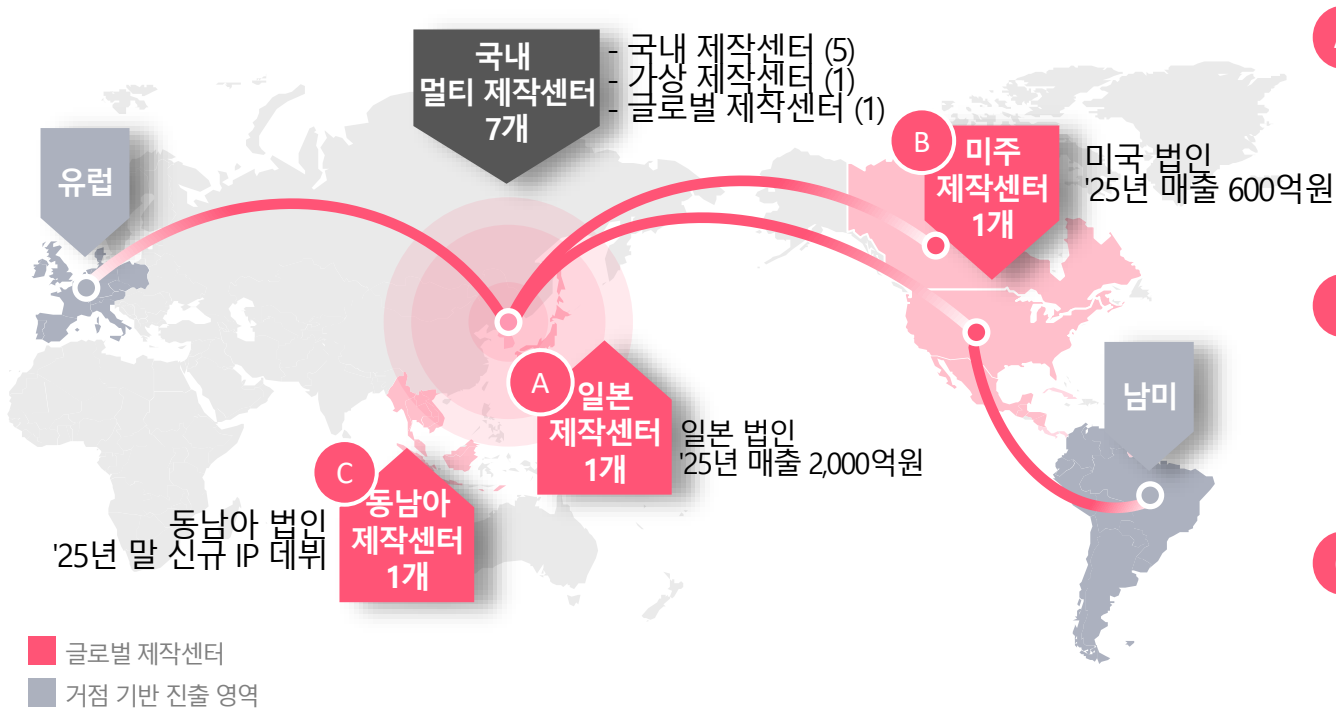 국내
멀티 제작센터
7개
- 국내 제작센터 (5)
- 가상 제작센터 (1)
- 글로벌 제작센터 (1)
유럽
B
미주
제작센터
1개
미국 법인
'25년 매출 600억원
남미
A
일본
제작센터
1개
일본 법인
'25년 매출 2,000억원
C
동남아
제작센터
1개
동남아 법인
'25년 말 신규 IP 데뷔
글로벌 제작센터
거점 기반 진출 영역